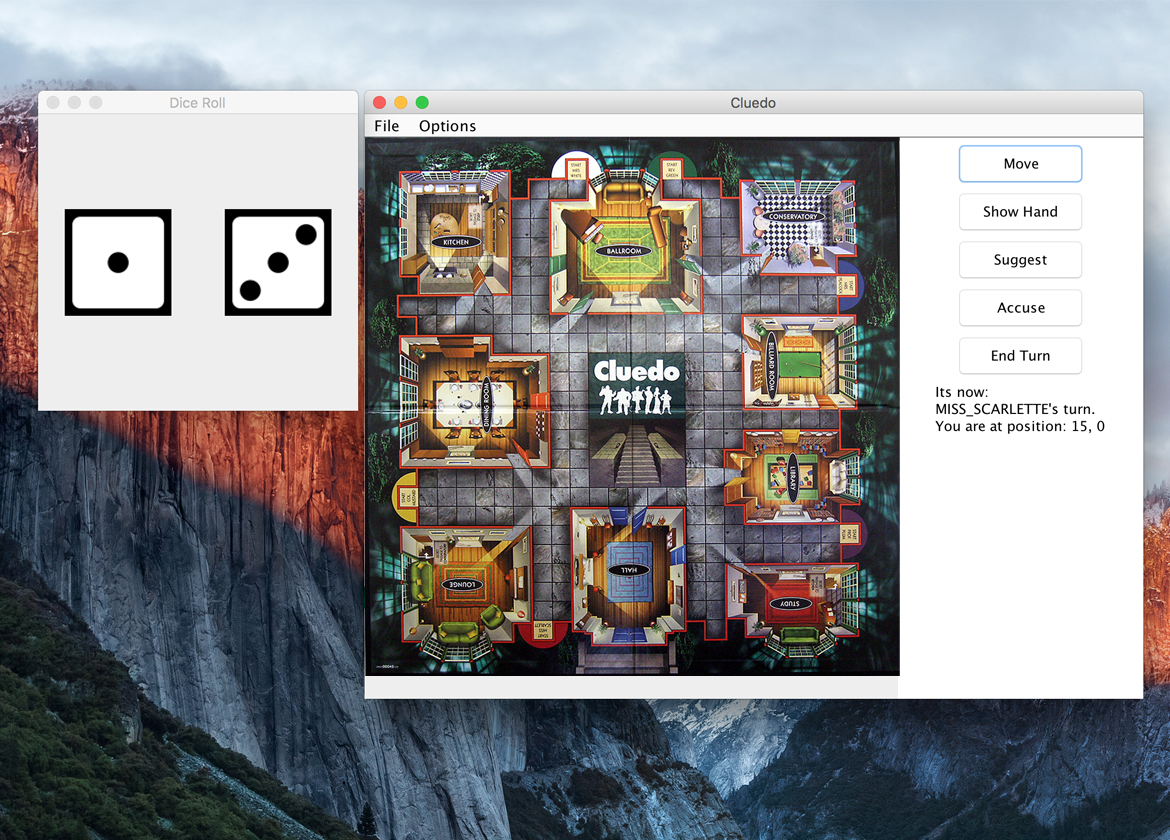 Dice Roll
Cluedo
File Options
Move
Show Hand
Suggest
Accuse
End Turn
Its now:
MISS_SCARLETTE's turn.
You are at position: 15, 0
START
MRS
WHITE
START
REV
GREEN
KITCHEN
BALLROOM
CONSERVATORY
Cluedo
BILLIARD ROOM
DINING ROOM
LIBRARY
LOUNGE
HALL
STUDY
START
MISS
SCARLETT